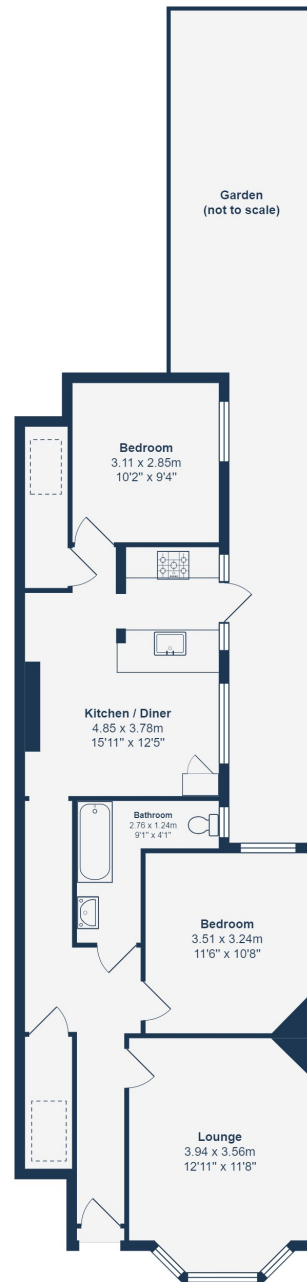 Garden
(not to scale)
Bedroom
3.11 x 2.85m
10'2" x 9'4"
Kitchen / Diner
4.85 x 3.78m
15'11" x 12'5"
Bathroom
2.76 x 1.24m
9'1" x 4'1"
Bedroom
3.51 x 3.24m
11'6" x 10'8"
Lounge
3.94 x 3.56m
12'11" x 11'8"